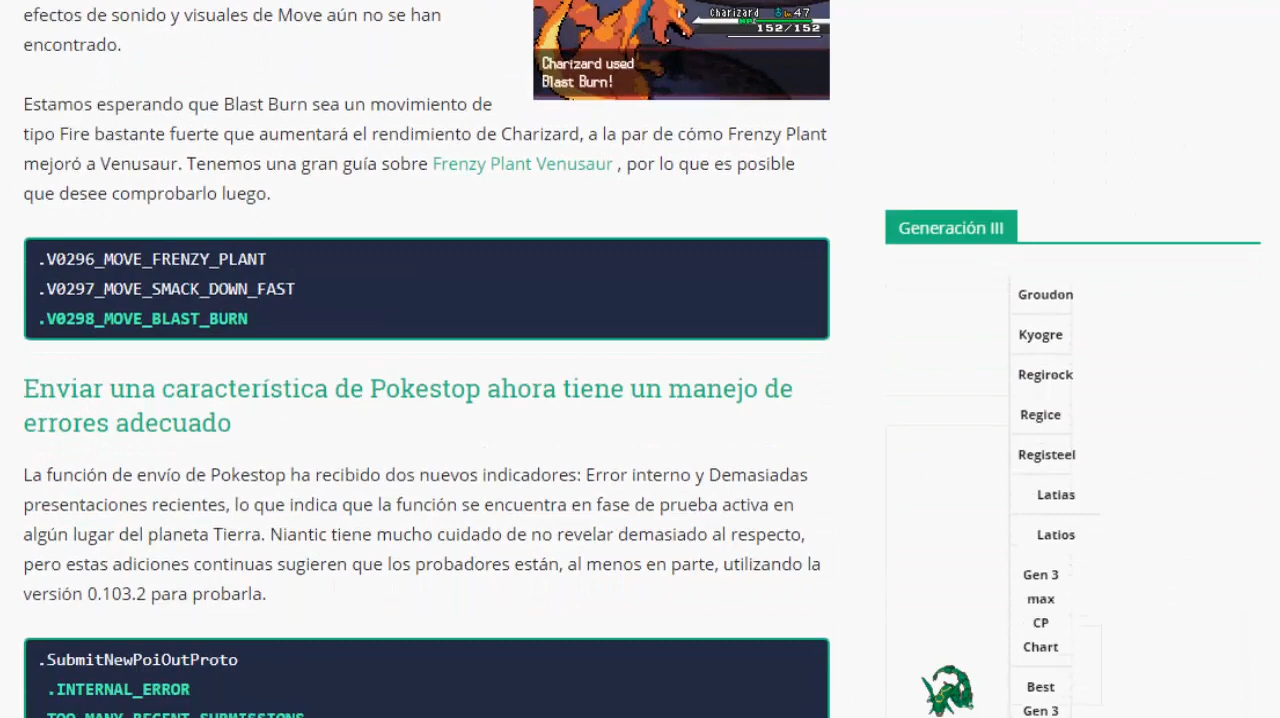 efectos de sonido y visuales de Move aún no se han
encontrado.
Charizard ♂ Lv47
HP
152/152
Charizard used
Blast Burn!
Estamos esperando que Blast Burn sea un movimiento de
tipo Fire bastante fuerte que aumentará el rendimiento de Charizard, a la par de cómo Frenzy Plant
mejoró a Venusaur. Tenemos una gran guía sobre Frenzy Plant Venusaur , por lo que es posible
que desee comprobarlo luego.
.V0296_MOVE_FRENZY_PLANT
.V0297_MOVE_SMACK_DOWN_FAST
.V0298_MOVE_BLAST_BURN
Enviar una característica de Pokestop ahora tiene un manejo de
errores adecuado
La función de envío de Pokestop ha recibido dos nuevos indicadores: Error interno y Demasiadas
presentaciones recientes, lo que indica que la función se encuentra en fase de prueba activa en
algún lugar del planeta Tierra. Niantic tiene mucho cuidado de no revelar demasiado al respecto,
pero estas adiciones continuas sugieren que los probadores están, al menos en parte, utilizando la
versión 0.103.2 para probarla.
.SubmitNewPoiOutProto
.INTERNAL_ERROR
TOO_MANY_RECENT_SUBMISSIONS
Generación III
Groudon
Kyogre
Regirock
Regice
Registeel
Latias
Latios
Gen 3
max
CP
Chart
Best
Gen 3